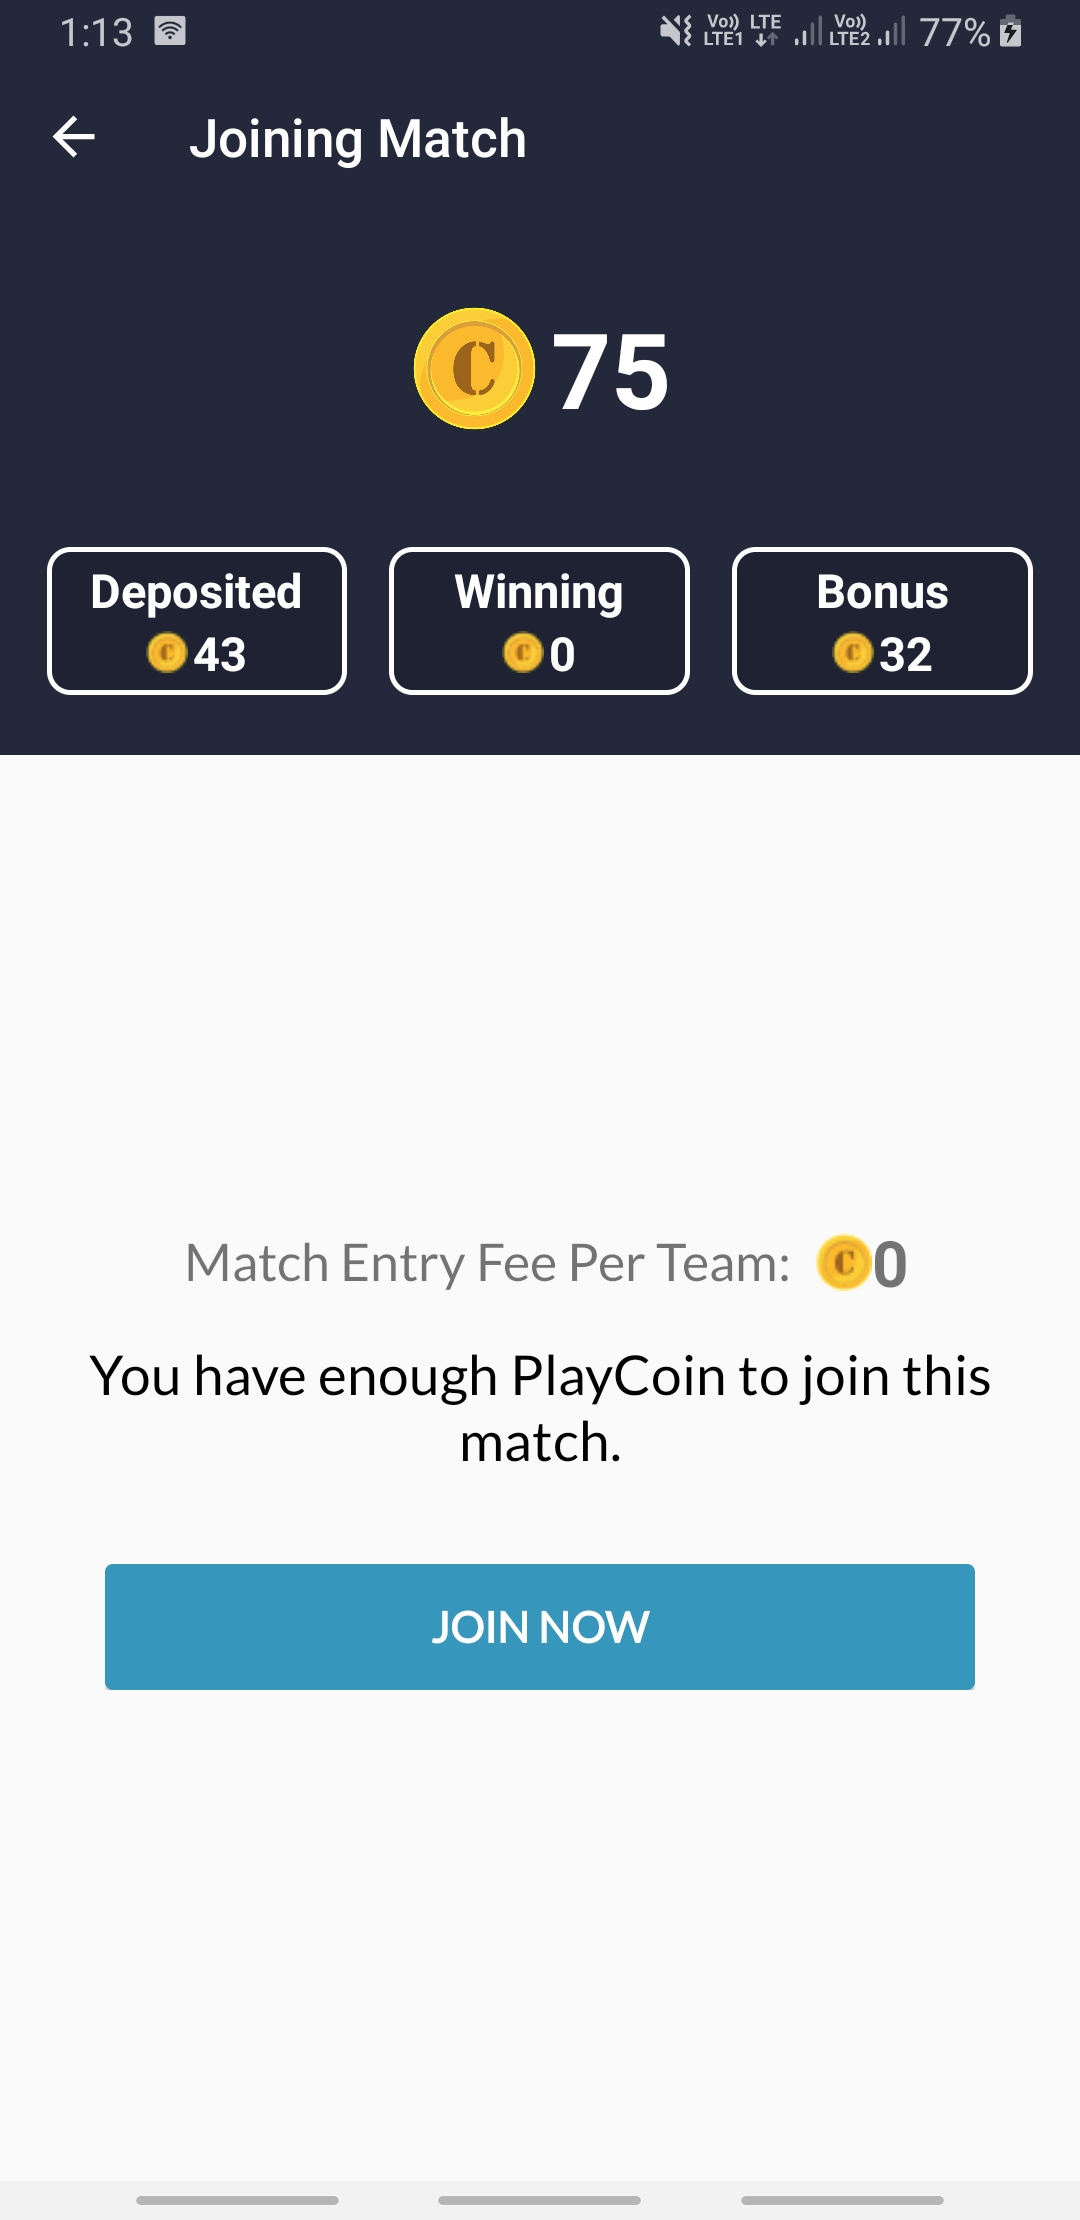 1:13
Vo)) LTE
LTE1
Vo))
LTE2
77%
Joining Match
C 75
Deposited
C 43
Winning
C 0
Bonus
C 32
Match Entry Fee Per Team: C 0
You have enough PlayCoin to join this
match.
JOIN NOW